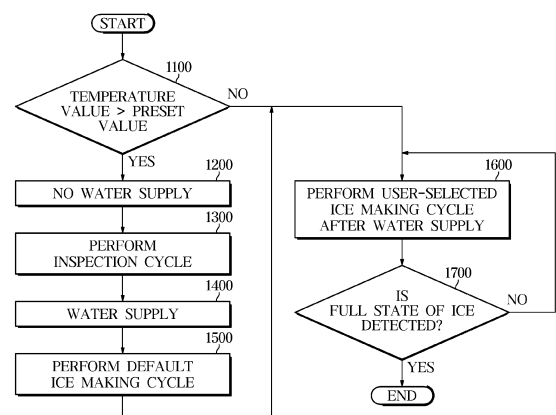 START
1100
TEMPERATURE
VALUE > PRESET
VALUE
NO
YES
1200
NO WATER SUPPLY
1300
PERFORM
INSPECTION CYCLE
1400
WATER SUPPLY
1500
PERFORM DEFAULT
ICE MAKING CYCLE
1600
PERFORM USER-SELECTED
ICE MAKING CYCLE
AFTER WATER SUPPLY
1700
IS
FULL STATE OF ICE
DETECTED?
NO
YES
END